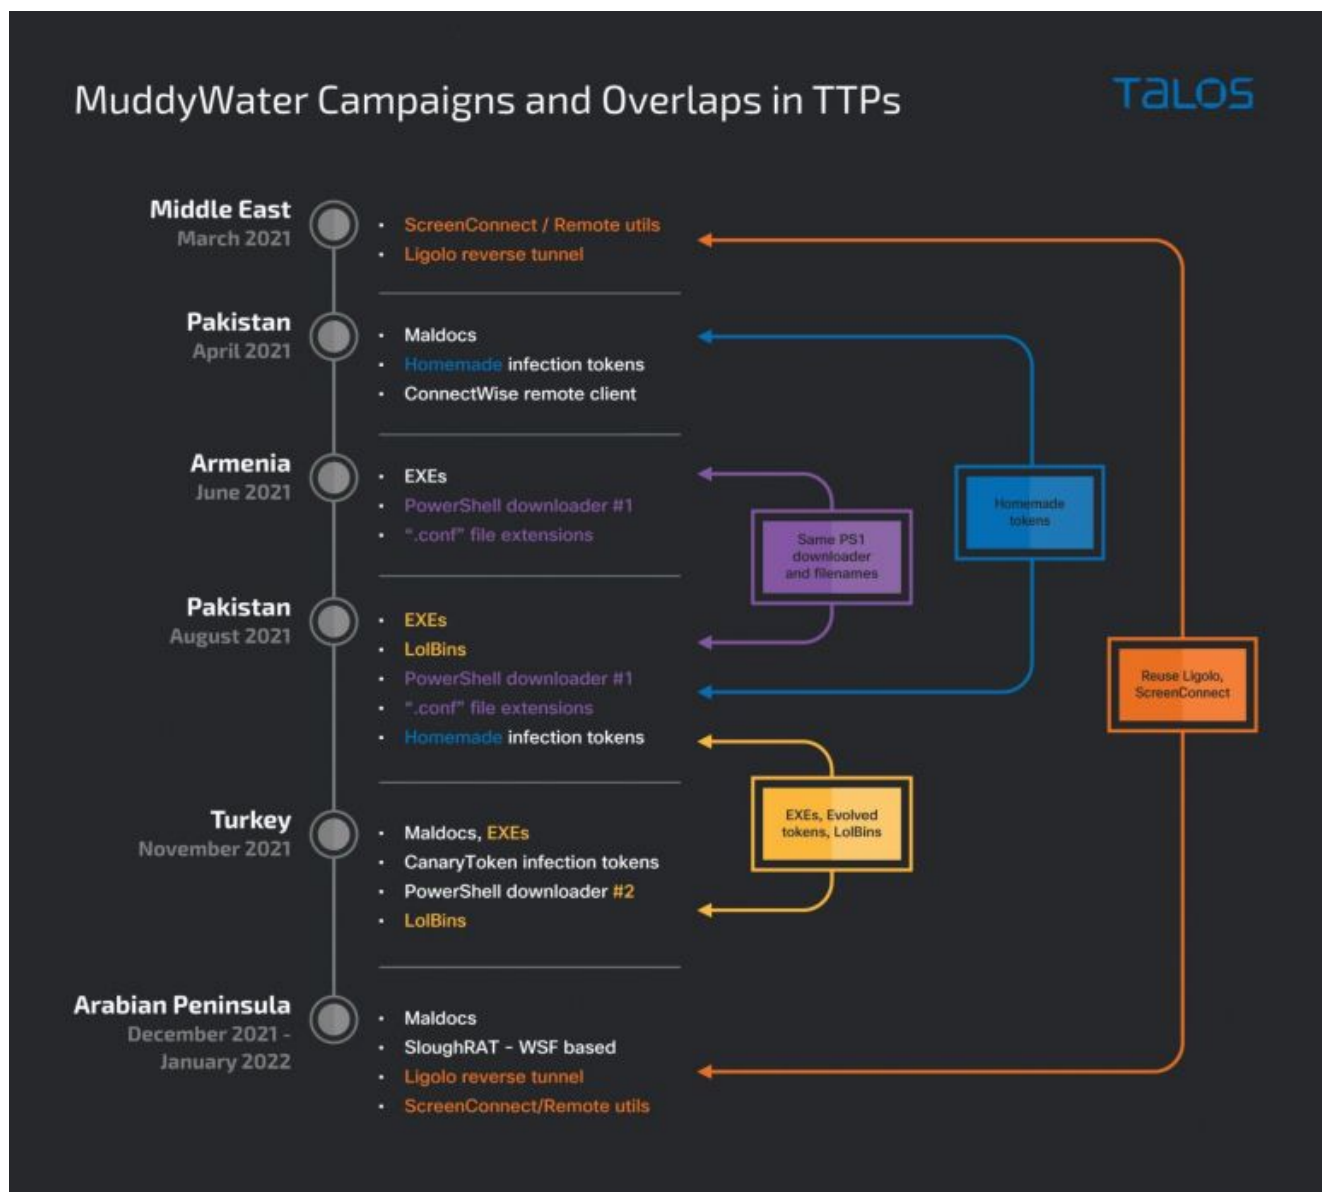 MuddyWater Campaigns and Overlaps in TTPs
TALOS
Middle East
March 2021
• ScreenConnect / Remote utils
• Ligolo reverse tunnel
Pakistan
April 2021
• Maldocs
• Homemade infection tokens
• ConnectWise remote client
Armenia
June 2021
• EXEs
• PowerShell downloader #1
• ".conf" file extensions
Pakistan
August 2021
• EXEs
• LolBins
• PowerShell downloader #1
• ".conf" file extensions
• Homemade infection tokens
Turkey
November 2021
• Maldocs, EXEs
• CanaryToken infection tokens
• PowerShell downloader #2
• LolBins
Arabian Peninsula
December 2021 -
January 2022
• Maldocs
• SloughRAT - WSF based
• Ligolo reverse tunnel
• ScreenConnect/Remote utils
Same PS1
downloader
and filenames
Homemade
tokens
Reuse Ligolo,
ScreenConnect
EXEs, Evolved
tokens, LolBins